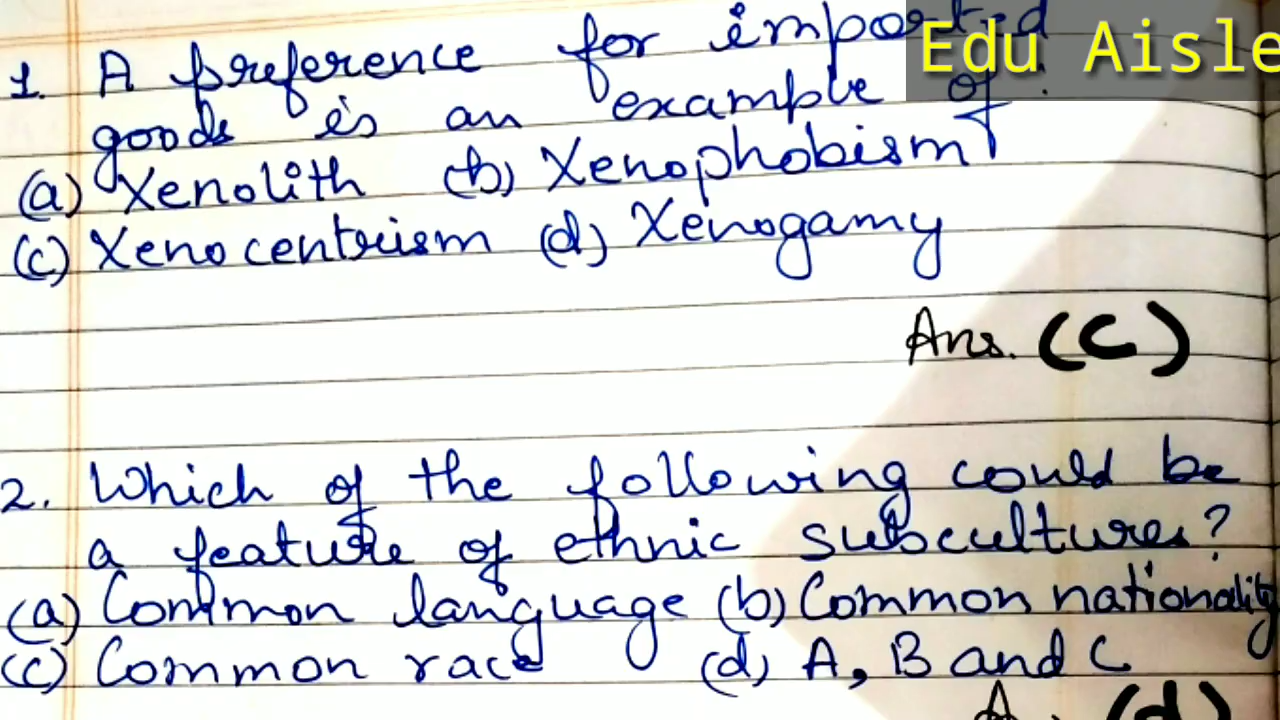 Edu Aisle
1. A preference for imported
goods is an example of:
(a) Xenolith (b) Xenophobism
(c) Xenocentrism (d) Xenogamy
Ans. (C)
2. Which of the following could be
a feature of ethnic subcultures?
(a) Common language (b) Common nationality
(c) Common race (d) A, B and C
(d)